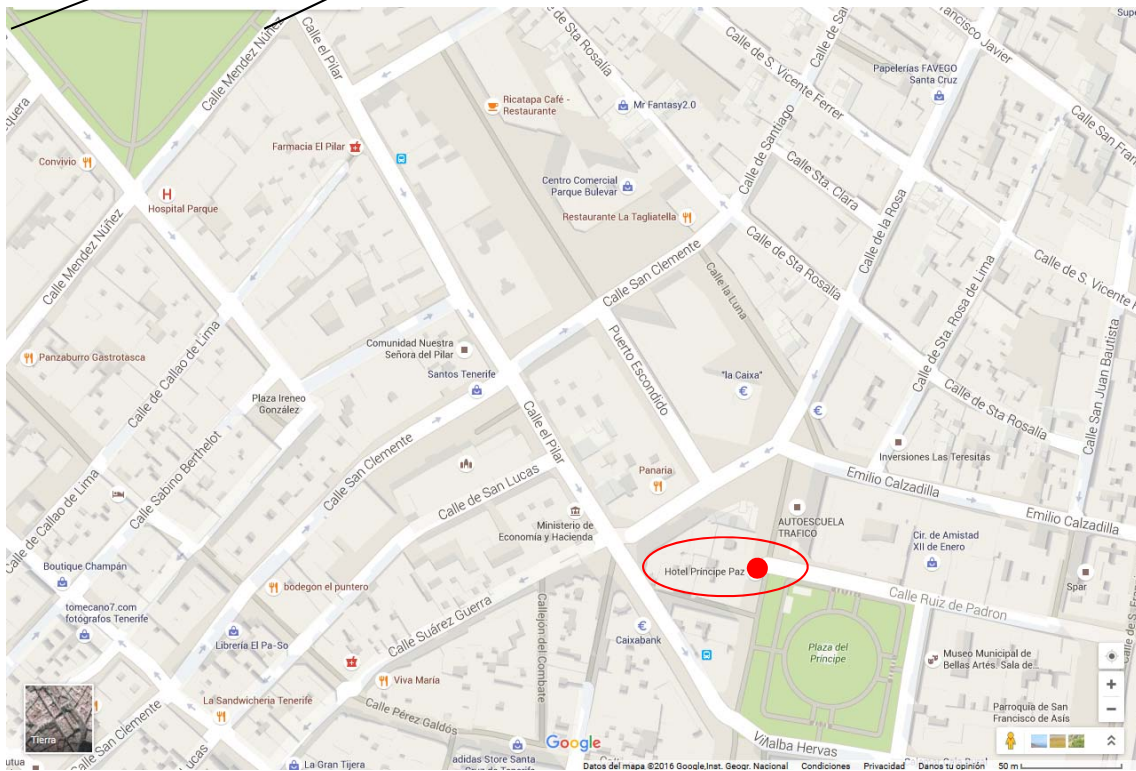 Calle Mendez Núñez
Calle el Pilar
de Sta Rosalía
Calle de S. Vicente Ferrer
Francisco Javier
Papelerías FAVEGO
Santa Cruz
Calle San Fran
Ricatapa Café -
Restaurante
Mr Fantasy2.0
Calle de Santiago
Farmacia El Pilar
Convivio
Hospital Parque
Centro Comercial
Parque Bulevar
Restaurante La Tagliatella
Calle Sta. Clara
Calle de la Rosa
Calle Mendez Núñez
Calle San Clemente
Calle la Luna
Calle de Sta Rosalía
Calle de Sta. Rosa de Lima
Calle de S. Vicente
Calle San Juan Bautista
Panzaburro Gastrotasca
Calle de Callao de Lima
Comunidad Nuestra
Señora del Pilar
Santos Tenerife
Puerto Escondido
"la Caixa"
Plaza Ireneo
González
Calle el Pilar
Calle de Sta Rosalía
Calle Sabino Berthelot
Calle San Clemente
Calle de San Lucas
Panaria
Inversiones Las Teresitas
Emilio Calzadilla
Emilio Calzadilla
Calle de Callao de Lima
Ministerio de
Economía y Hacienda
AUTOESCUELA
TRAFICO
Cir. de Amistad
XII de Enero
Boutique Champán
bodegon el puntero
Hotel Príncipe Paz
Spar
Calle Ruiz de Padron
tomecano7.com
fotógrafos Tenerife
Librería El Pa-So
Calle Suárez Guerra
Callejón del Combate
Caixabank
Plaza del
Príncipe
Museo Municipal de
Bellas Artes. Sala de...
Viva María
La Sandwicheria Tenerife
Calle Pérez Galdós
Parroquia de San
Francisco de Asís
Tierra
San Clemente
Lucas
La Gran Tijera
adidas Store Santa
Google
Villalba Hervas
Datos del mapa ©2016 Google,Inst. Geogr. Nacional Condiciones Privacidad Danos tu opinión 50 m